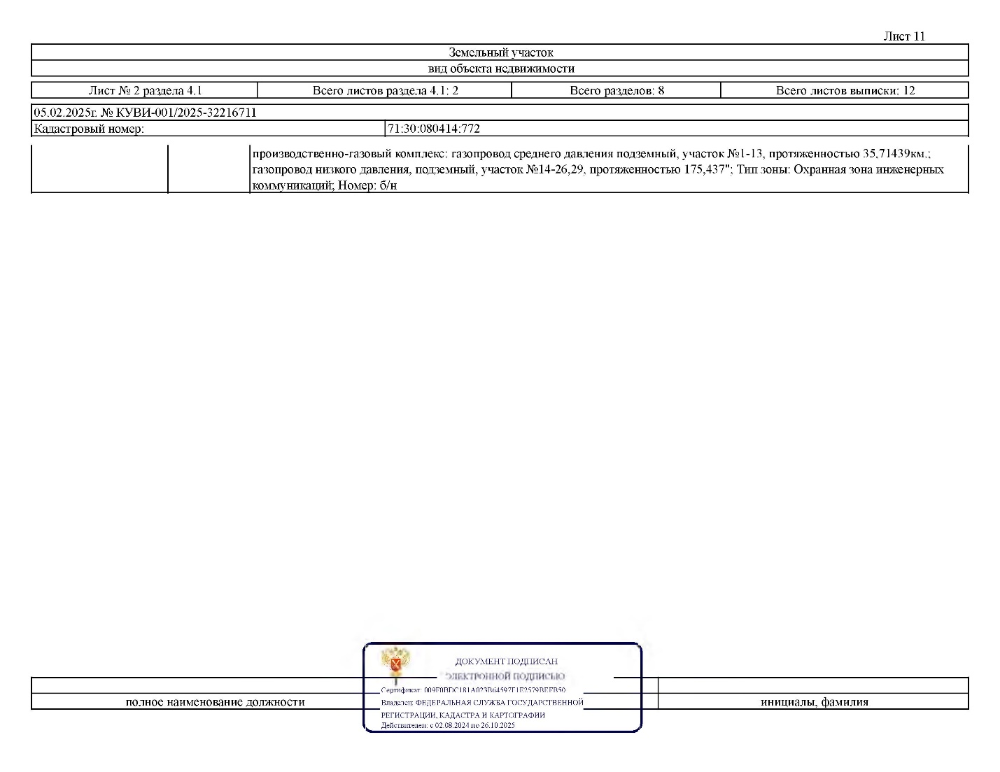 Лист 11
Земельный участок
вид объекта недвижимости
Лист № 2 раздела 4.1 Всего листов раздела 4.1: 2 Всего разделов: 8 Всего листов выписки: 12
05.02.2025г. № КУВИ-001/2025-32216711
Кадастровый номер: 71:30:080414:772
производственно-газовый комплекс: газопровод среднего давления подземный, участок №1-13, протяженностью 35,71439км.;
газопровод низкого давления, подземный, участок №14-26,29, протяженностью 175,437"; Тип зоны: Охранная зона инженерных
коммуникаций; Номер: б/н
ДОКУМЕНТ ПОДПИСАН
ЭЛЕКТРОННОЙ ПОДПИСЬЮ
Сертификат: 009F0BDC181A023B64597F1E2579BEFB50
полное наименование должности Владелец: ФЕДЕРАЛЬНАЯ СЛУЖБА ГОСУДАРСТВЕННОЙ инициалы, фамилия
РЕГИСТРАЦИИ, КАДАСТРА И КАРТОГРАФИИ
Действителен: с 02.08.2024 по 26.10.2025